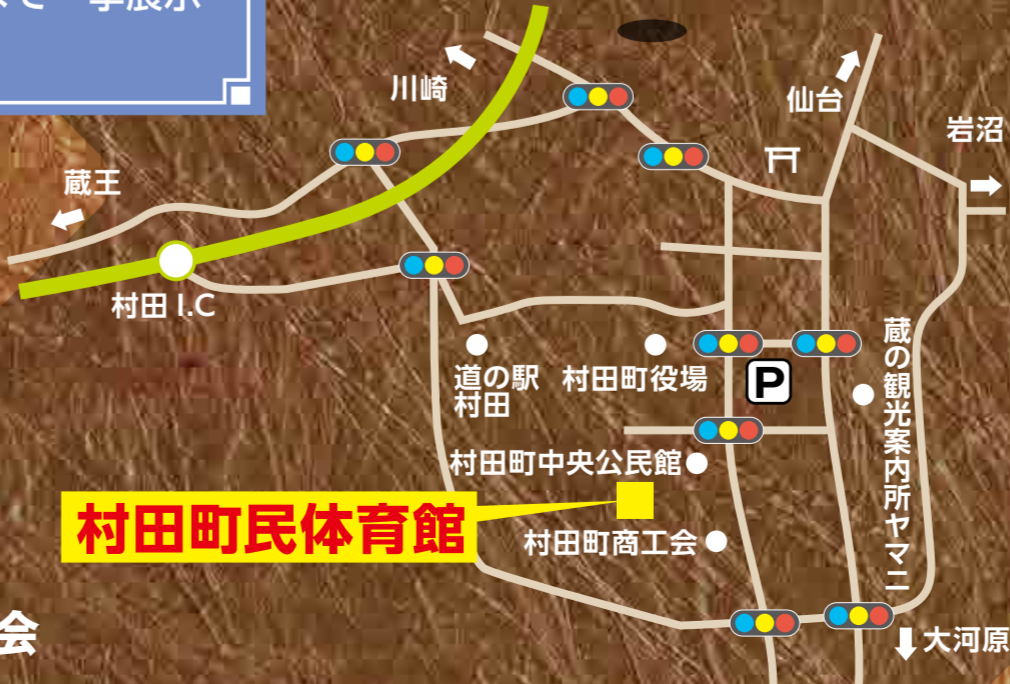 川崎
仙台
岩沼
蔵王
村田 I.C
道の駅
村田
村田町役場
P
蔵の観光案内所ヤマニ
村田町中央公民館
村田町民体育館
村田町商工会
会
大河原